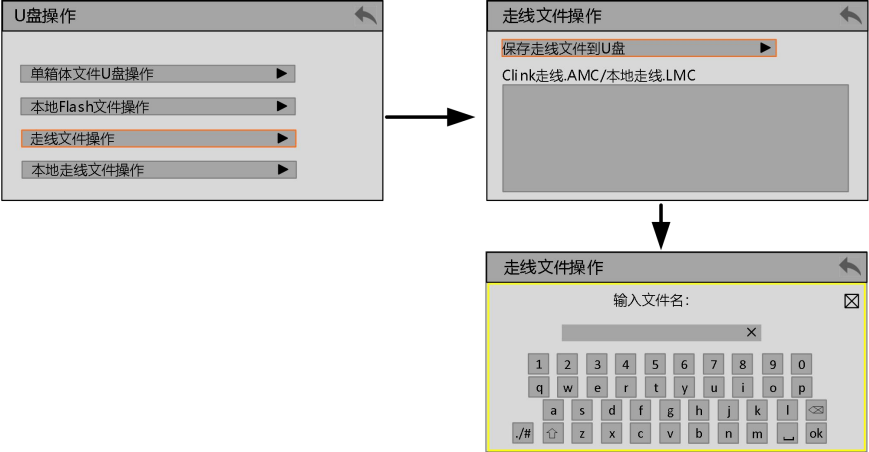 U盘操作
单箱体文件U盘操作
本地Flash文件操作
走线文件操作
本地走线文件操作
走线文件操作
保存走线文件到U盘
Clink走线.AMC/本地走线.LMC
走线文件操作
输入文件名:
1 2 3 4 5 6 7 8 9 0
q w e r t y u i o p
a s d f g h j k l
./# z x c v b n m ok